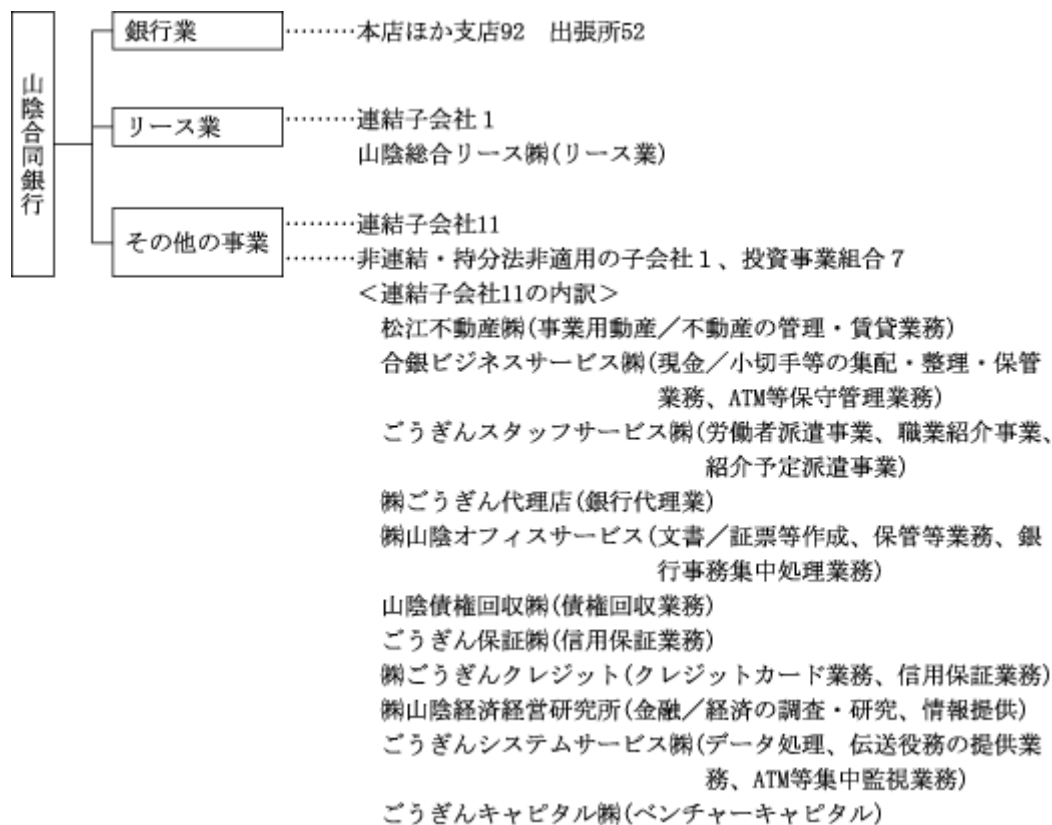 山陰合同銀行
銀行業 ………本店ほか支店92　出張所52
リース業 ………連結子会社１
山陰総合リース㈱(リース業)
その他の事業 ………連結子会社11
………非連結・持分法非適用の子会社１、投資事業組合７
＜連結子会社11の内訳＞
松江不動産㈱(事業用動産／不動産の管理・賃貸業務)
合銀ビジネスサービス㈱(現金／小切手等の集配・整理・保管
業務、ATM等保守管理業務)
ごうぎんスタッフサービス㈱(労働者派遣事業、職業紹介事業、
紹介予定派遣事業)
㈱ごうぎん代理店(銀行代理業)
㈱山陰オフィスサービス(文書／証票等作成、保管等業務、銀
行事務集中処理業務)
山陰債権回収㈱(債権回収業務)
ごうぎん保証㈱(信用保証業務)
㈱ごうぎんクレジット(クレジットカード業務、信用保証業務)
㈱山陰経済経営研究所(金融／経済の調査・研究、情報提供)
ごうぎんシステムサービス㈱(データ処理、伝送役務の提供業
務、ATM等集中監視業務)
ごうぎんキャピタル㈱(ベンチャーキャピタル)